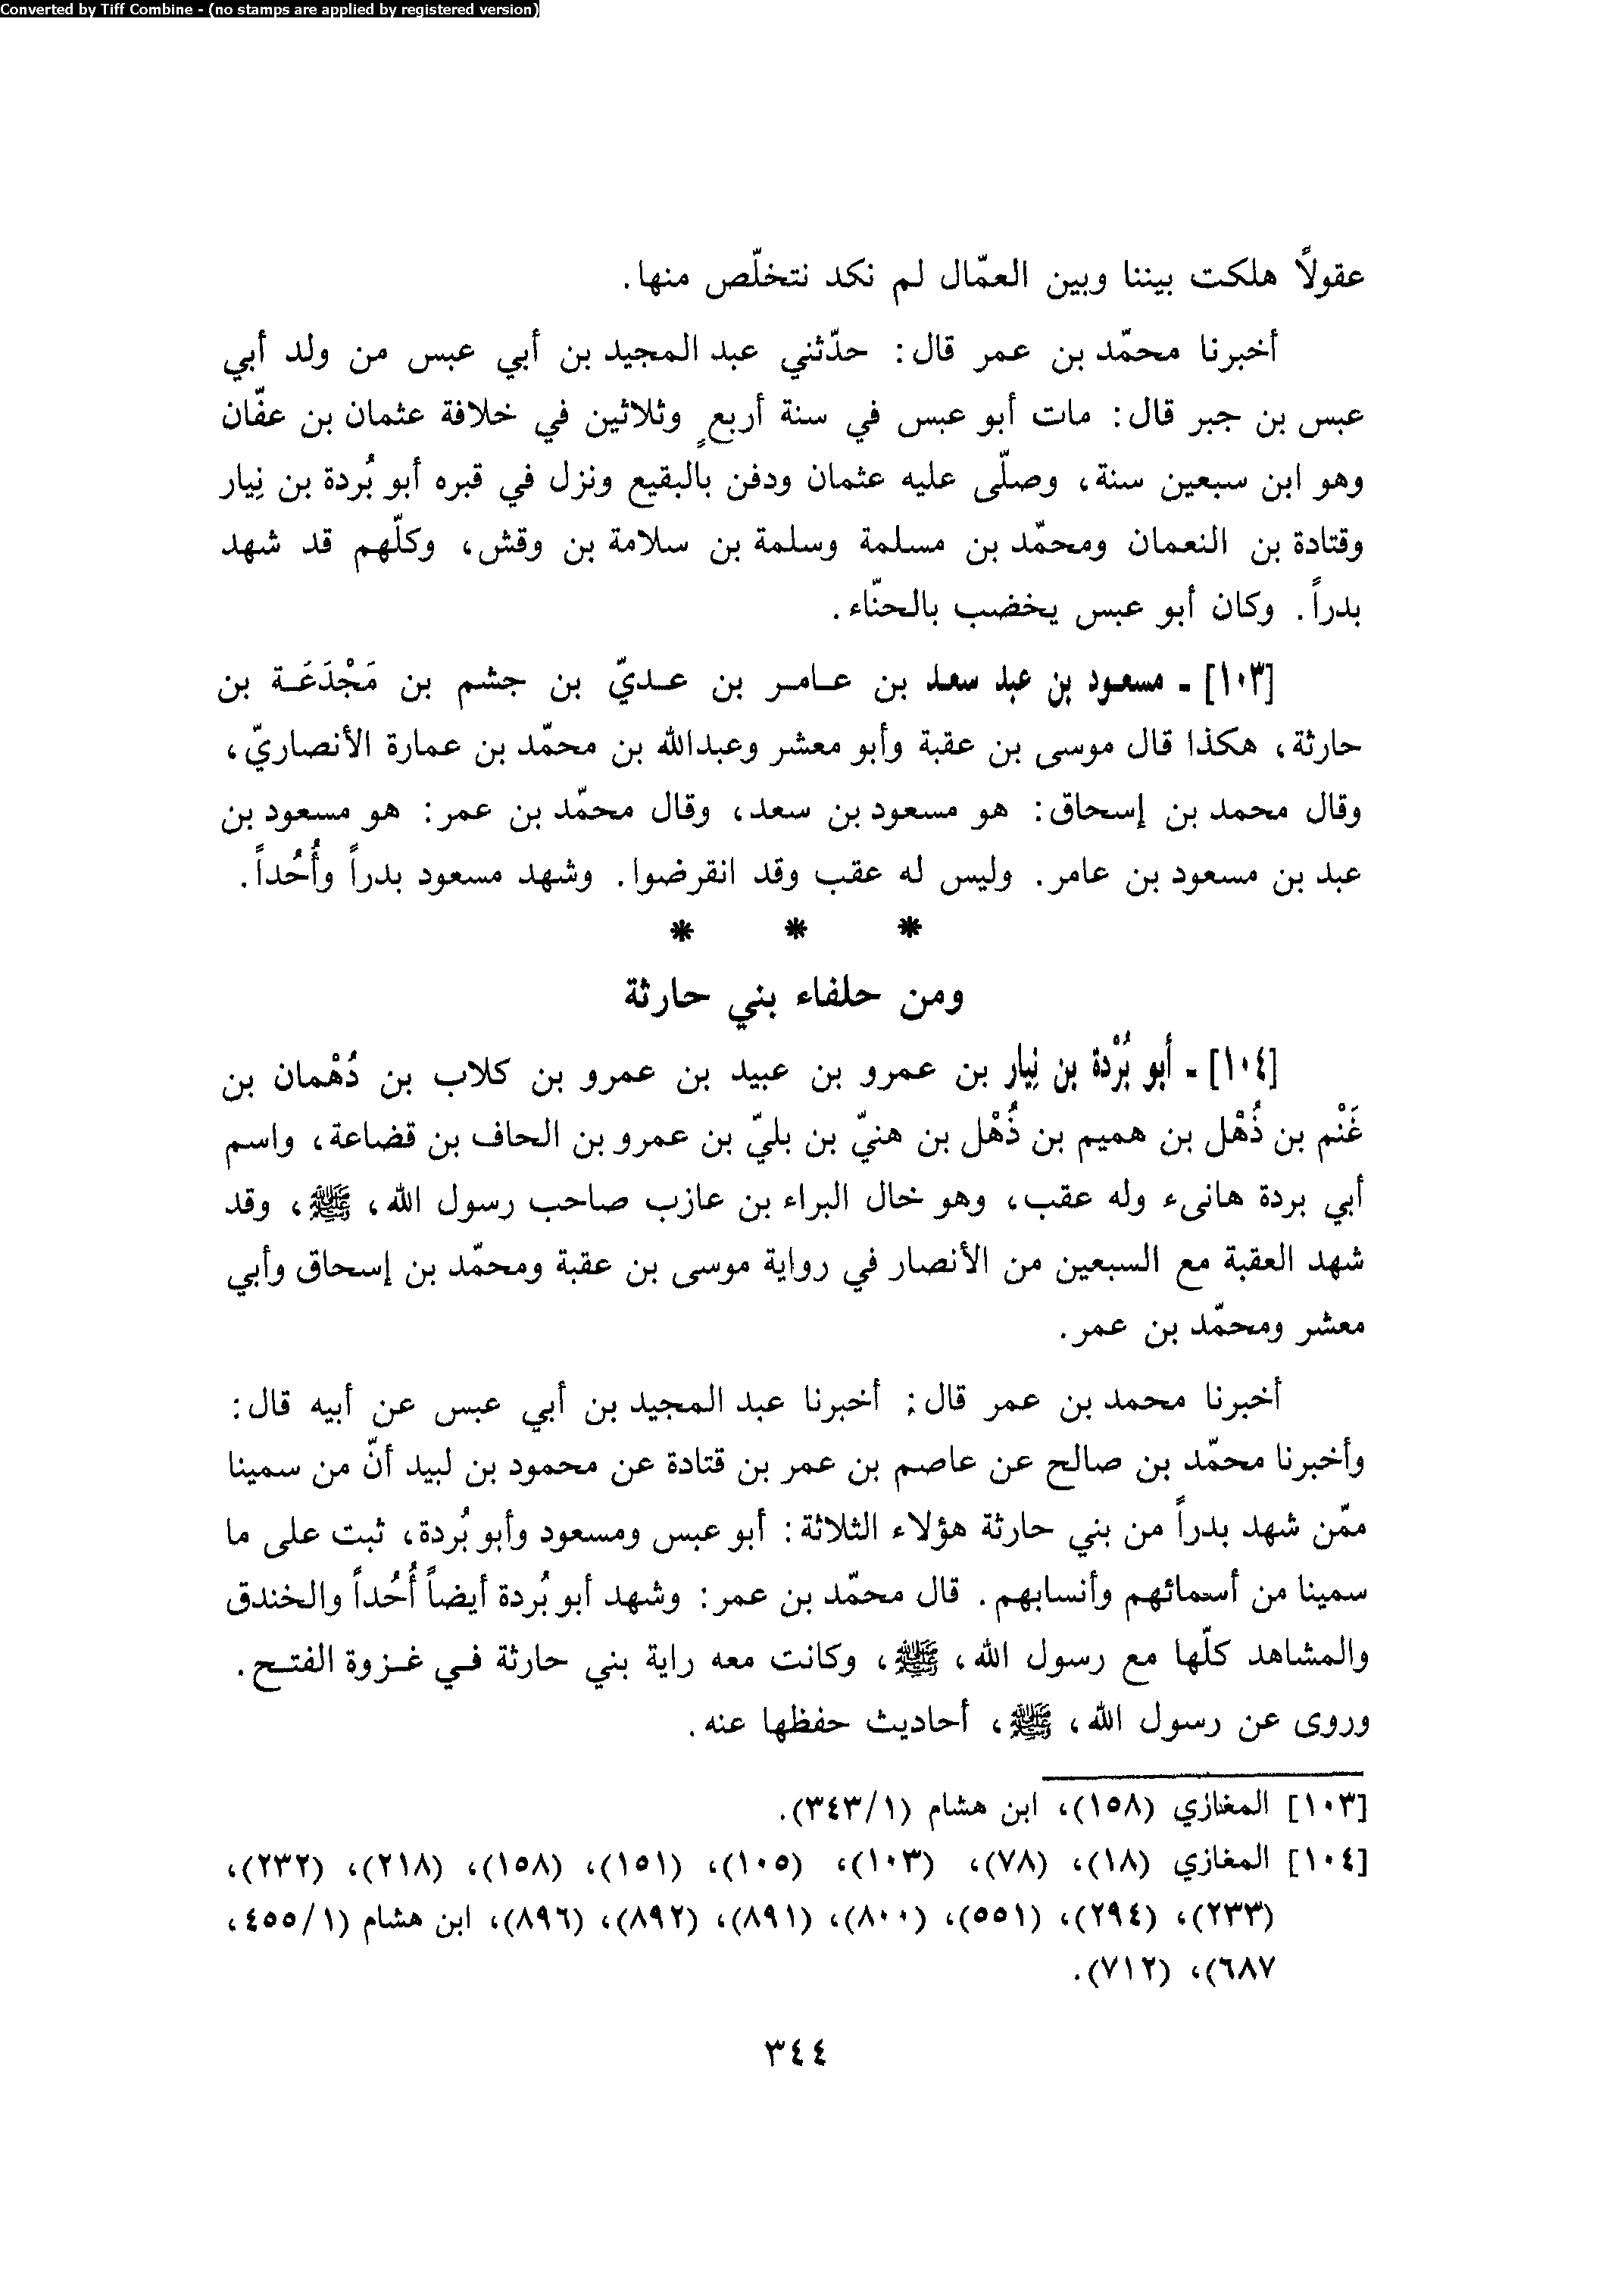 Converted by Tiff Combine - (no stamps are applied by registered version)
عقولاً هلكت بيننا وبين العمّال لم نكد نتخلّص منها.
أخبرنا محمّد بن عمر قال: حدّثني عبد المجيد بن أبي عبس من ولد أبي
عبس بن جبر قال: مات أبو عبس في سنة أربعٍ وثلاثين في خلافة عثمان بن عفّان
وهو ابن سبعين سنة، وصلّى عليه عثمان ودفن بالبقيع ونزل في قبره أبو بُردة بن نِيار
وقتادة بن النعمان ومحمّد بن مسلمة وسلمة بن سلامة بن وقش، وكلّهم قد شهد
بدراً. وكان أبو عبس يخضب بالحنّاء.
[١٠٣] ـ مسعود بن عبد سعد بن عامر بن عديّ بن جشم بن مَجْدَعَة بن
حارثة، هكذا قال موسى بن عقبة وأبو معشر وعبدالله بن محمّد بن عمارة الأنصاريّ،
وقال محمد بن إسحاق: هو مسعود بن سعد، وقال محمّد بن عمر: هو مسعود بن
عبد بن مسعود بن عامر. وليس له عقب وقد انقرضوا. وشهد مسعود بدراً وأُحُداً.
* * *
ومن حلفاء بني حارثة
[١٠٤] ـ أبو بُرْدة بن نِيار بن عمرو بن عبيد بن عمرو بن كلاب بن دُهْمان بن
غَنْم بن ذُهْل بن هميم بن ذُهْل بن هنيّ بن بليّ بن عمرو بن الحاف بن قضاعة، واسم
أبي بردة هانىء وله عقب، وهو خال البراء بن عازب صاحب رسول الله، ﷺ، وقد
شهد العقبة مع السبعين من الأنصار في رواية موسى بن عقبة ومحمّد بن إسحاق وأبي
معشر ومحمّد بن عمر.
أخبرنا محمد بن عمر قال: أخبرنا عبد المجيد بن أبي عبس عن أبيه قال:
وأخبرنا محمّد بن صالح عن عاصم بن عمر بن قتادة عن محمود بن لبيد أنّ من سمينا
ممّن شهد بدراً من بني حارثة هؤلاء الثلاثة: أبو عبس ومسعود وأبو بُردة، ثبت على ما
سمينا من أسمائهم وأنسابهم. قال محمّد بن عمر: وشهد أبو بُردة أيضاً أُحُداً والخندق
والمشاهد كلّها مع رسول الله، ﷺ، وكانت معه راية بني حارثة في غزوة الفتح.
وروى عن رسول الله، ﷺ، أحاديث حفظها عنه.
[١٠٣] المغازي (١٥٨)، ابن هشام (٣٤٣/١).
[١٠٤] المغازي (١٨)، (٧٨)، (١٠٣)، (١٠٥)، (١٥١)، (١٥٨)، (٢١٨)، (٢٣٢)،
(٢٣٣)، (٢٩٤)، (٥٥١)، (٨٠٠)، (٨٩١)، (٨٩٢)، (٨٩٦)، ابن هشام (٤٥٥/١،
٦٨٧)، (٧١٢).
٣٤٤